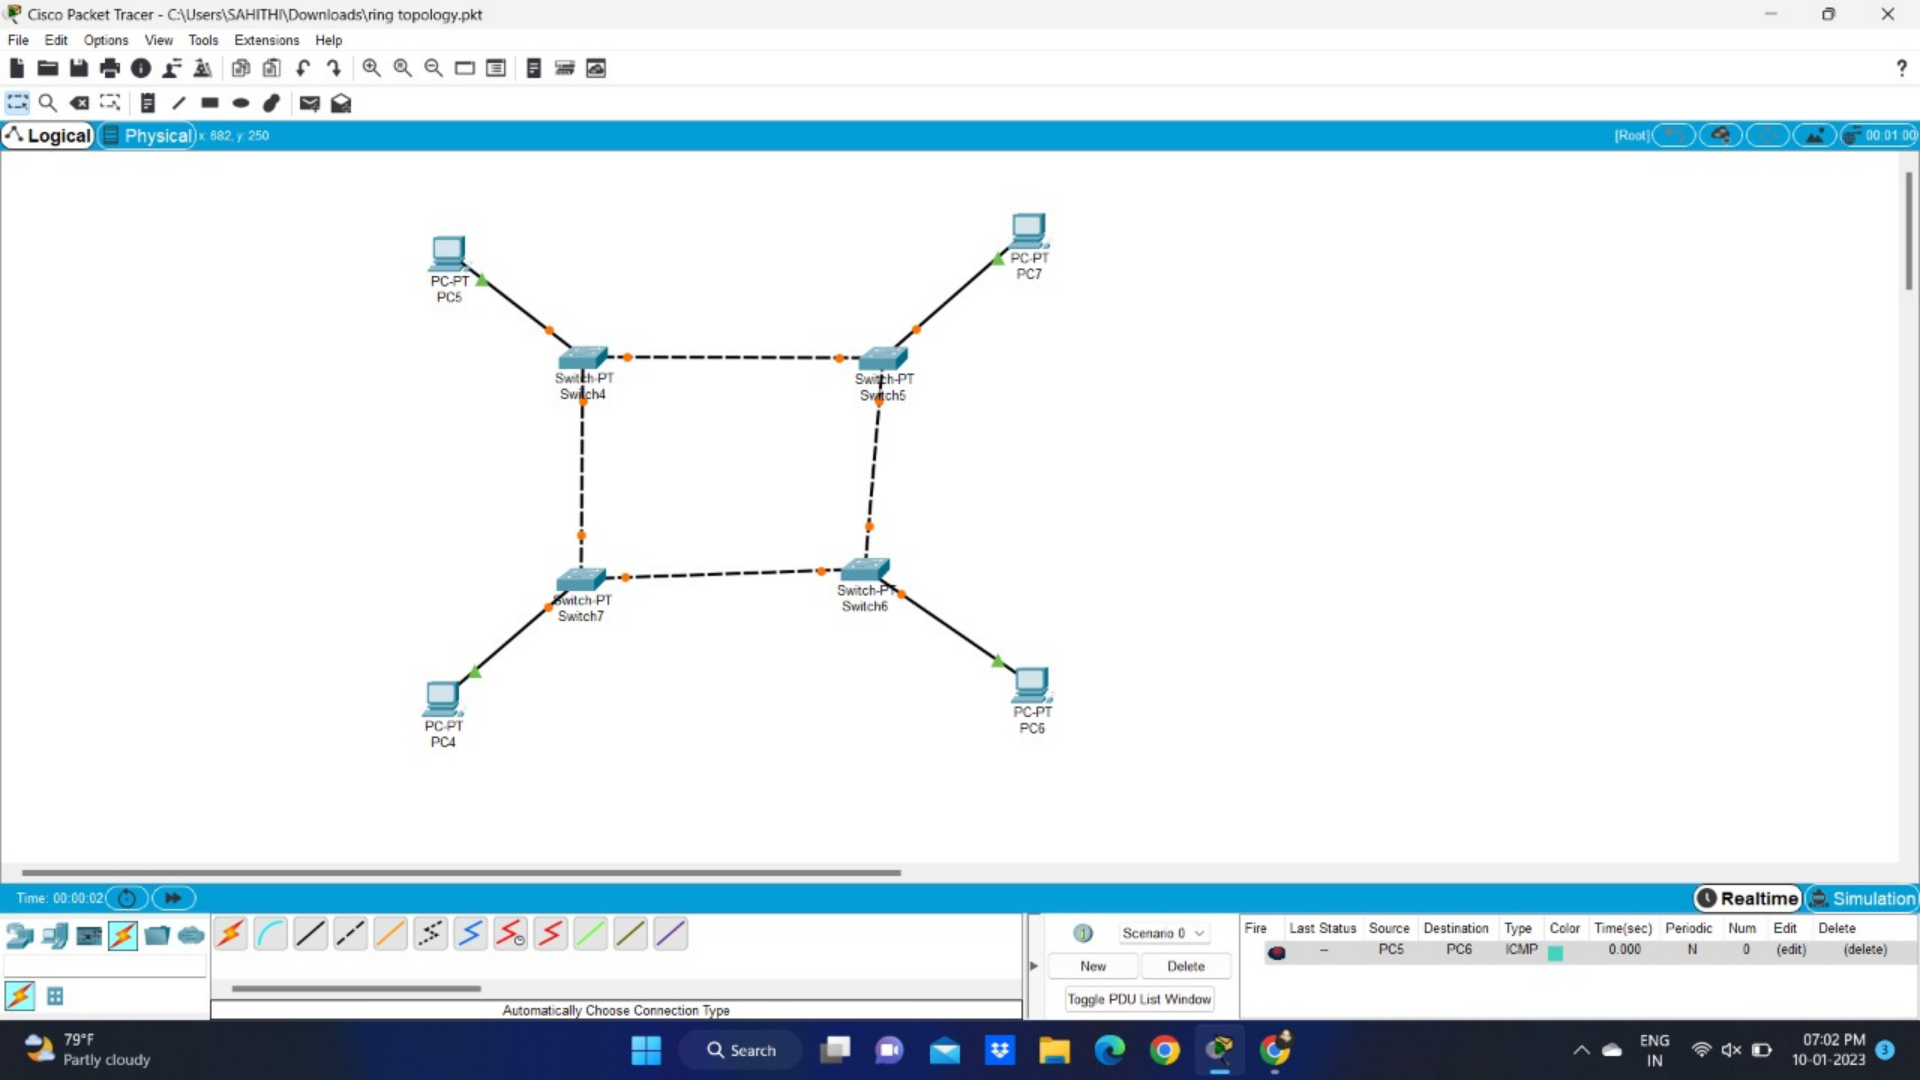 Cisco Packet Tracer - C:\Users\SAHITHI\Downloads\ring topology.pkt
File Edit Options View Tools Extensions Help
?
Logical Physical x: 682, y: 250 [Root] 00:01:00
PC-PT
PC5
PC-PT
PC7
Switch-PT
Switch4
Switch-PT
Switch5
Switch-PT
Switch7
Switch-PT
Switch6
PC-PT
PC4
PC-PT
PC6
Time: 00:00:02 Realtime Simulation
Scenario 0
New Delete
Toggle PDU List Window
Fire Last Status Source Destination Type Color Time(sec) Periodic Num Edit Delete
-- PC5 PC6 ICMP 0.000 N 0 (edit) (delete)
Automatically Choose Connection Type
79°F
Partly cloudy
Search
ENG
IN
07:02 PM
10-01-2023
3